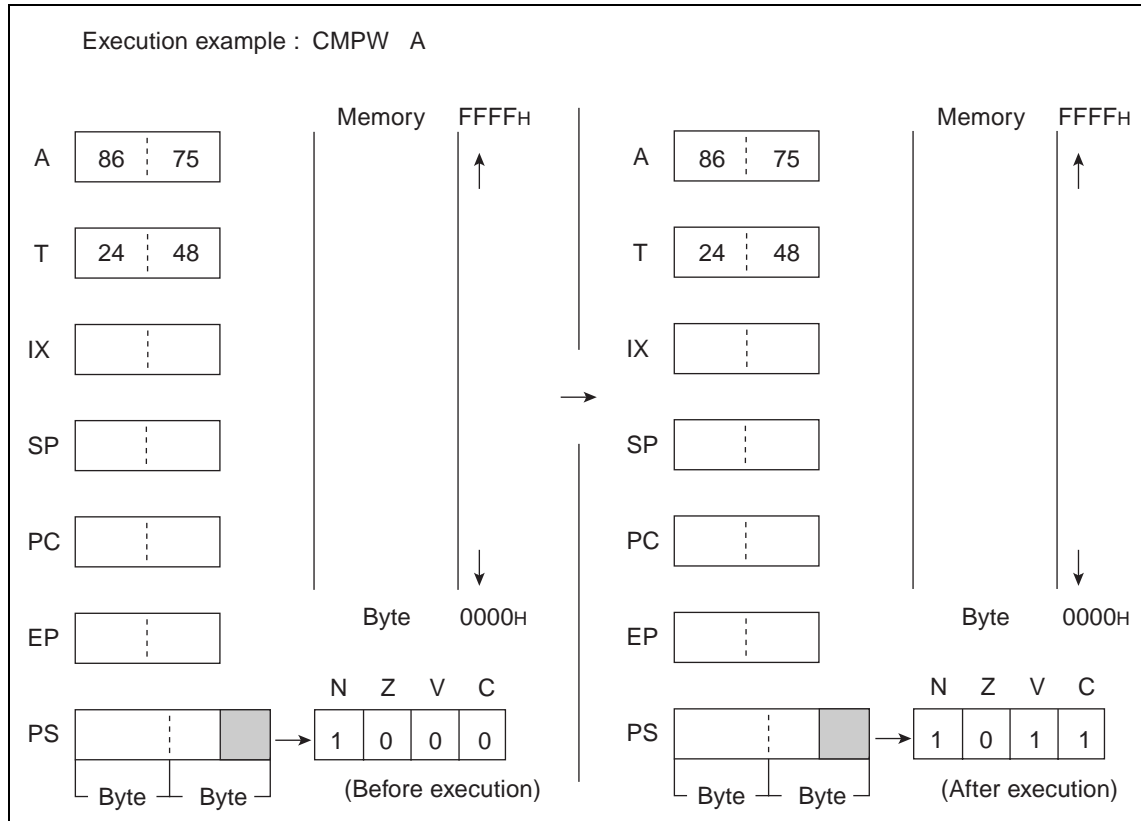 Execution example : CMPW A
Memory FFFFH
A 86 75
T 24 48
IX
SP
PC
EP
Byte 0000H
N Z V C
PS 1 0 0 0
Byte Byte (Before execution)
Memory FFFFH
A 86 75
T 24 48
IX
SP
PC
EP
Byte 0000H
N Z V C
PS 1 0 1 1
Byte Byte (After execution)